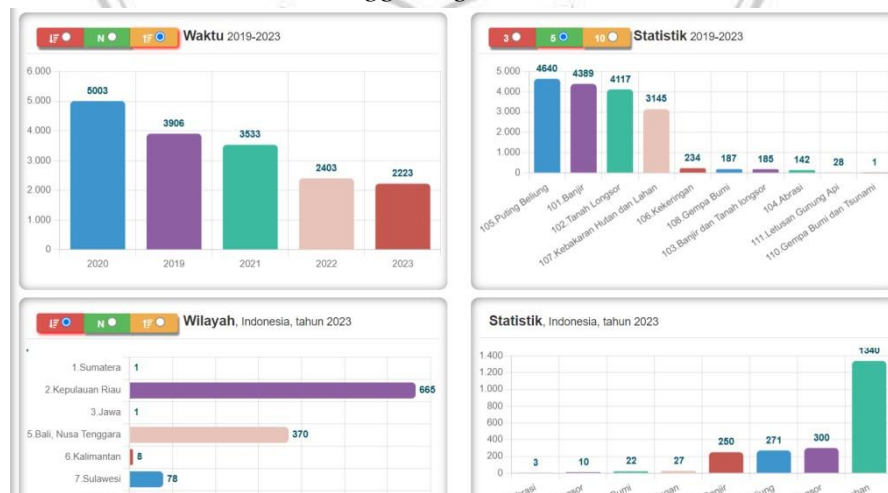 Waktu 2019-2023
N
6.000
5.000
4.000
3.000
2.000
1.000
0
5003
3906
3533
2403
2223
2020 2019 2021 2022 2023
3 5 10 Statistik 2019-2023
5.000
4.000
3.000
2.000
1.000
0
4640
4389
4117
3145
234
187
185
142
28
1
105.Puting Beliung
101.Banjir
102.Tanah Longsor
107.Kebakaran Hutan dan Lahan
106.Kekeringan
108.Gempa Bumi
103.Banjir dan Tanah longsor
104.Abrasi
111.Letusan Gunung Api
110.Gempa Bumi dan Tsunami
N
Wilayah, Indonesia, tahun 2023
1.Sumatera 1
2.Kepulauan Riau 665
3.Jawa 1
5.Bali, Nusa Tenggara 370
6.Kalimantan 8
7.Sulawesi 78
Statistik, Indonesia, tahun 2023
1.400
1.200
1.000
800
600
400
200
0
3
10
22
27
250
271
300
1340